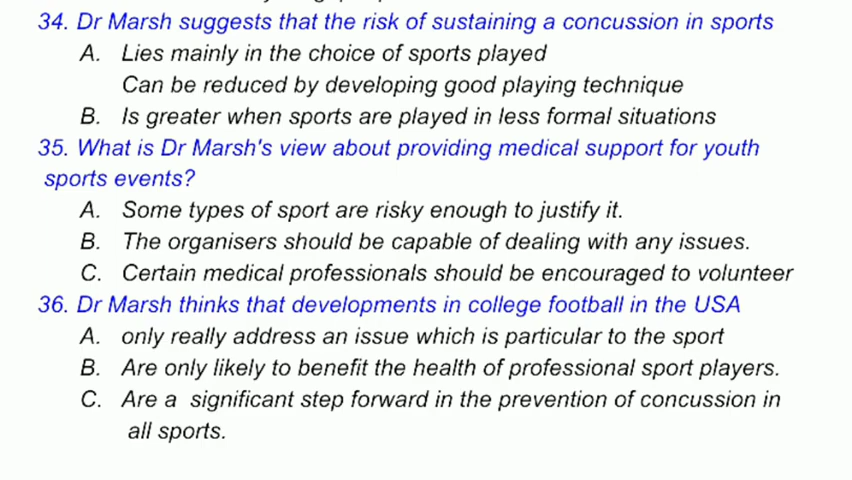 34. Dr Marsh suggests that the risk of sustaining a concussion in sports
A. Lies mainly in the choice of sports played
Can be reduced by developing good playing technique
B. Is greater when sports are played in less formal situations
35. What is Dr Marsh's view about providing medical support for youth
sports events?
A. Some types of sport are risky enough to justify it.
B. The organisers should be capable of dealing with any issues.
C. Certain medical professionals should be encouraged to volunteer
36. Dr Marsh thinks that developments in college football in the USA
A. only really address an issue which is particular to the sport
B. Are only likely to benefit the health of professional sport players.
C. Are a significant step forward in the prevention of concussion in
all sports.